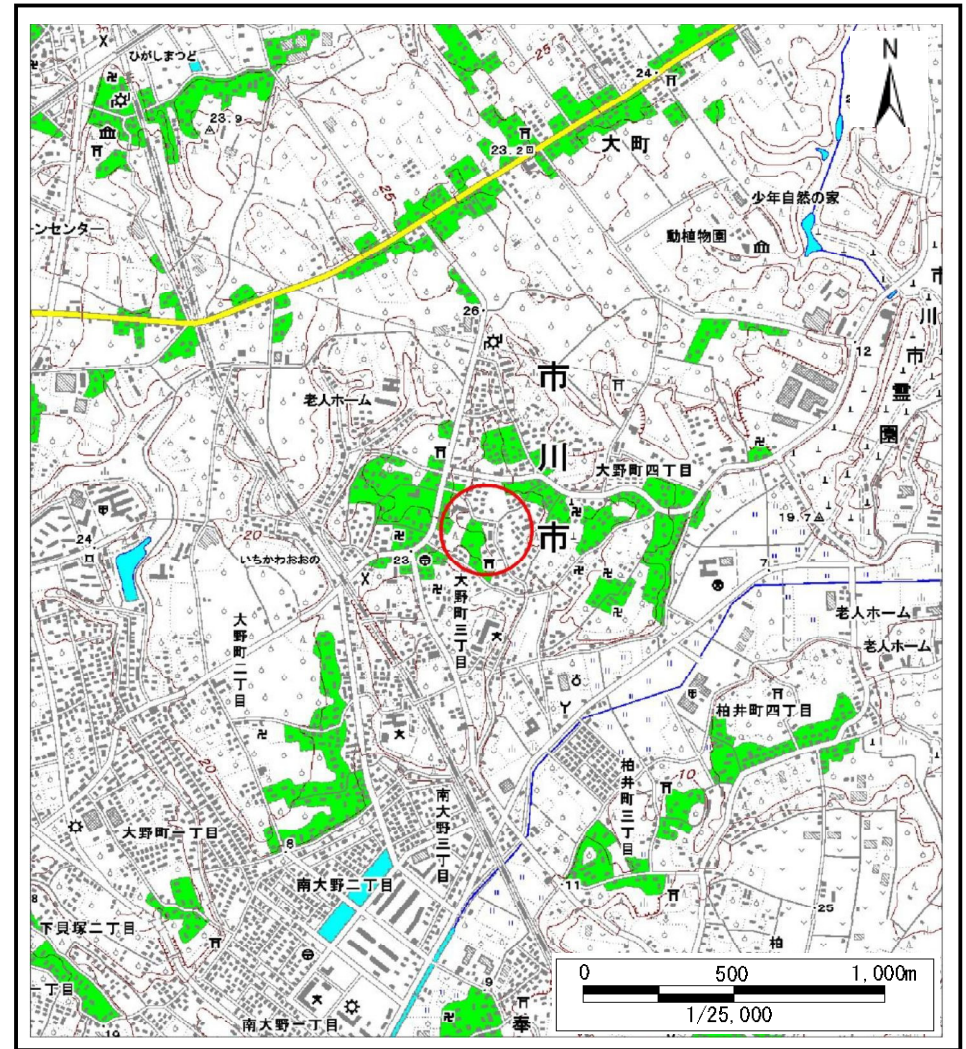 ひがしまつど
25
23.9
24
N
大町
23.2
25
2
少年自然の家
ーンセンター
動植物園
26
12
市川市霊園
市川市
老人ホーム
大野町四丁目
24
20
いちかわおおの
23
大野町三丁目
19.7
7
老人ホーム
老人ホーム
大野町二丁目
柏井町四丁目
20
10
柏井町三丁目
南大野三丁目
大野町一丁目
6
南大野二丁目
11
25
8
下貝塚二丁目
柏
一丁目
9
19
南大野一丁目
奉
0 500 1,000m
1/25,000